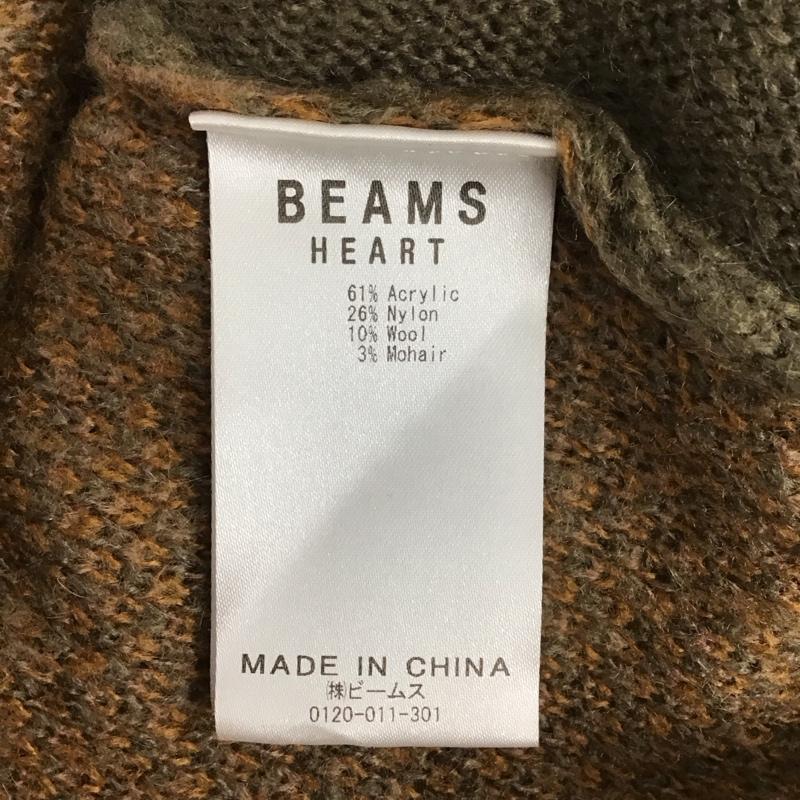 BEAMS
HEART
61% Acrylic
26% Nylon
10% Wool
3% Mohair
MADE IN CHINA
㈱ビームス
0120-011-301